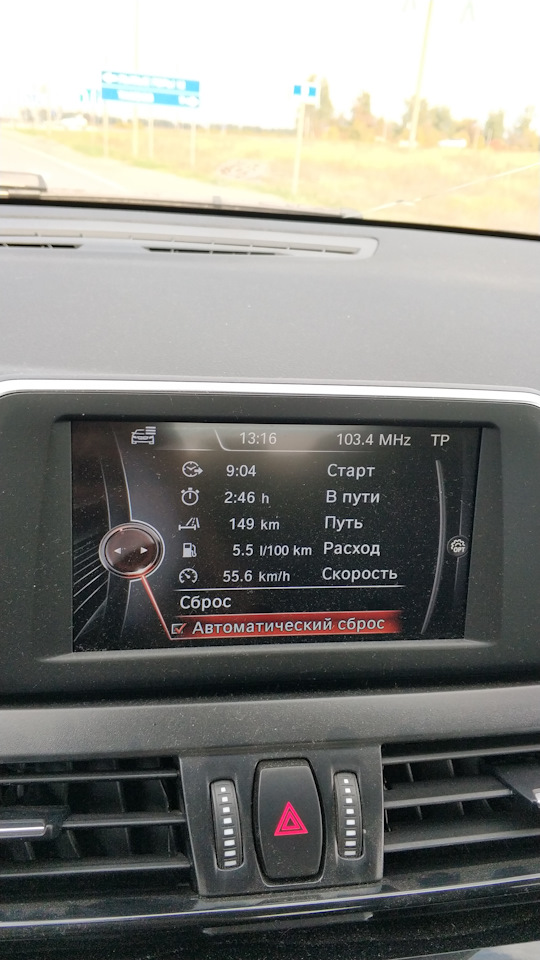 13:16 103.4 MHz TP
9:04 Старт
2:46 h В пути
149 km Путь
5.5 l/100 km Расход
OPT
55.6 km/h Скорость
Сброс
Автоматический сброс